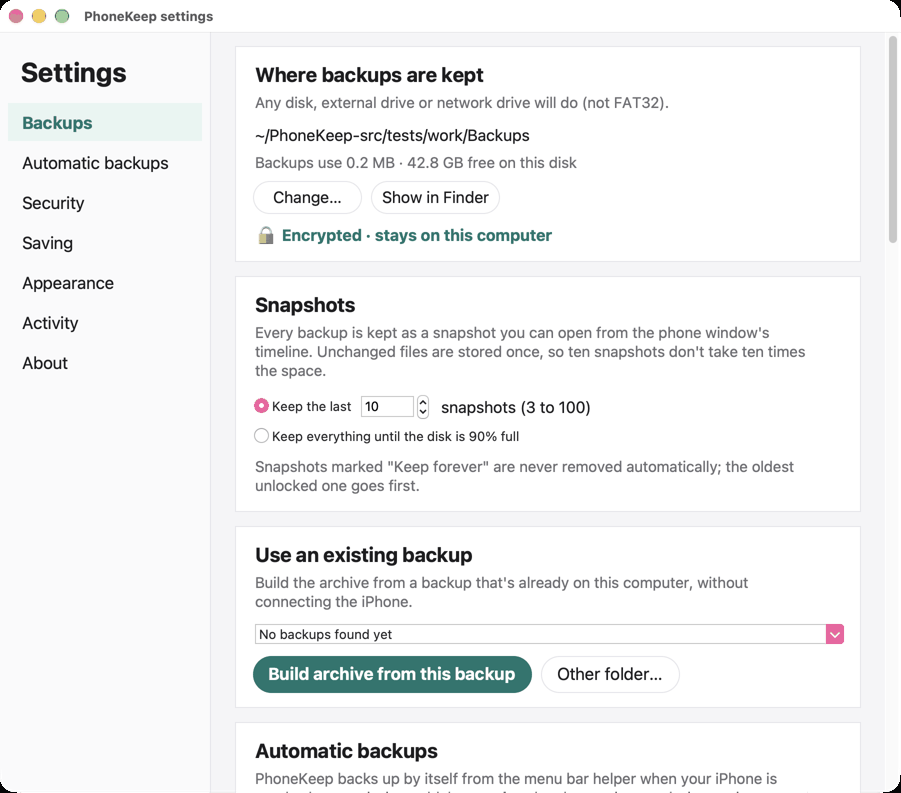 PhoneKeep settings
Settings
Backups
Automatic backups
Security
Saving
Appearance
Activity
About
Where backups are kept
Any disk, external drive or network drive will do (not FAT32).
~/PhoneKeep-src/tests/work/Backups
Backups use 0.2 MB · 42.8 GB free on this disk
Change...
Show in Finder
Encrypted · stays on this computer
Snapshots
Every backup is kept as a snapshot you can open from the phone window's
timeline. Unchanged files are stored once, so ten snapshots don't take ten times
the space.
Keep the last 10 snapshots (3 to 100)
Keep everything until the disk is 90% full
Snapshots marked "Keep forever" are never removed automatically; the oldest
unlocked one goes first.
Use an existing backup
Build the archive from a backup that's already on this computer, without
connecting the iPhone.
No backups found yet
Build archive from this backup
Other folder...
Automatic backups
PhoneKeep backs up by itself from the menu bar helper when your iPhone is